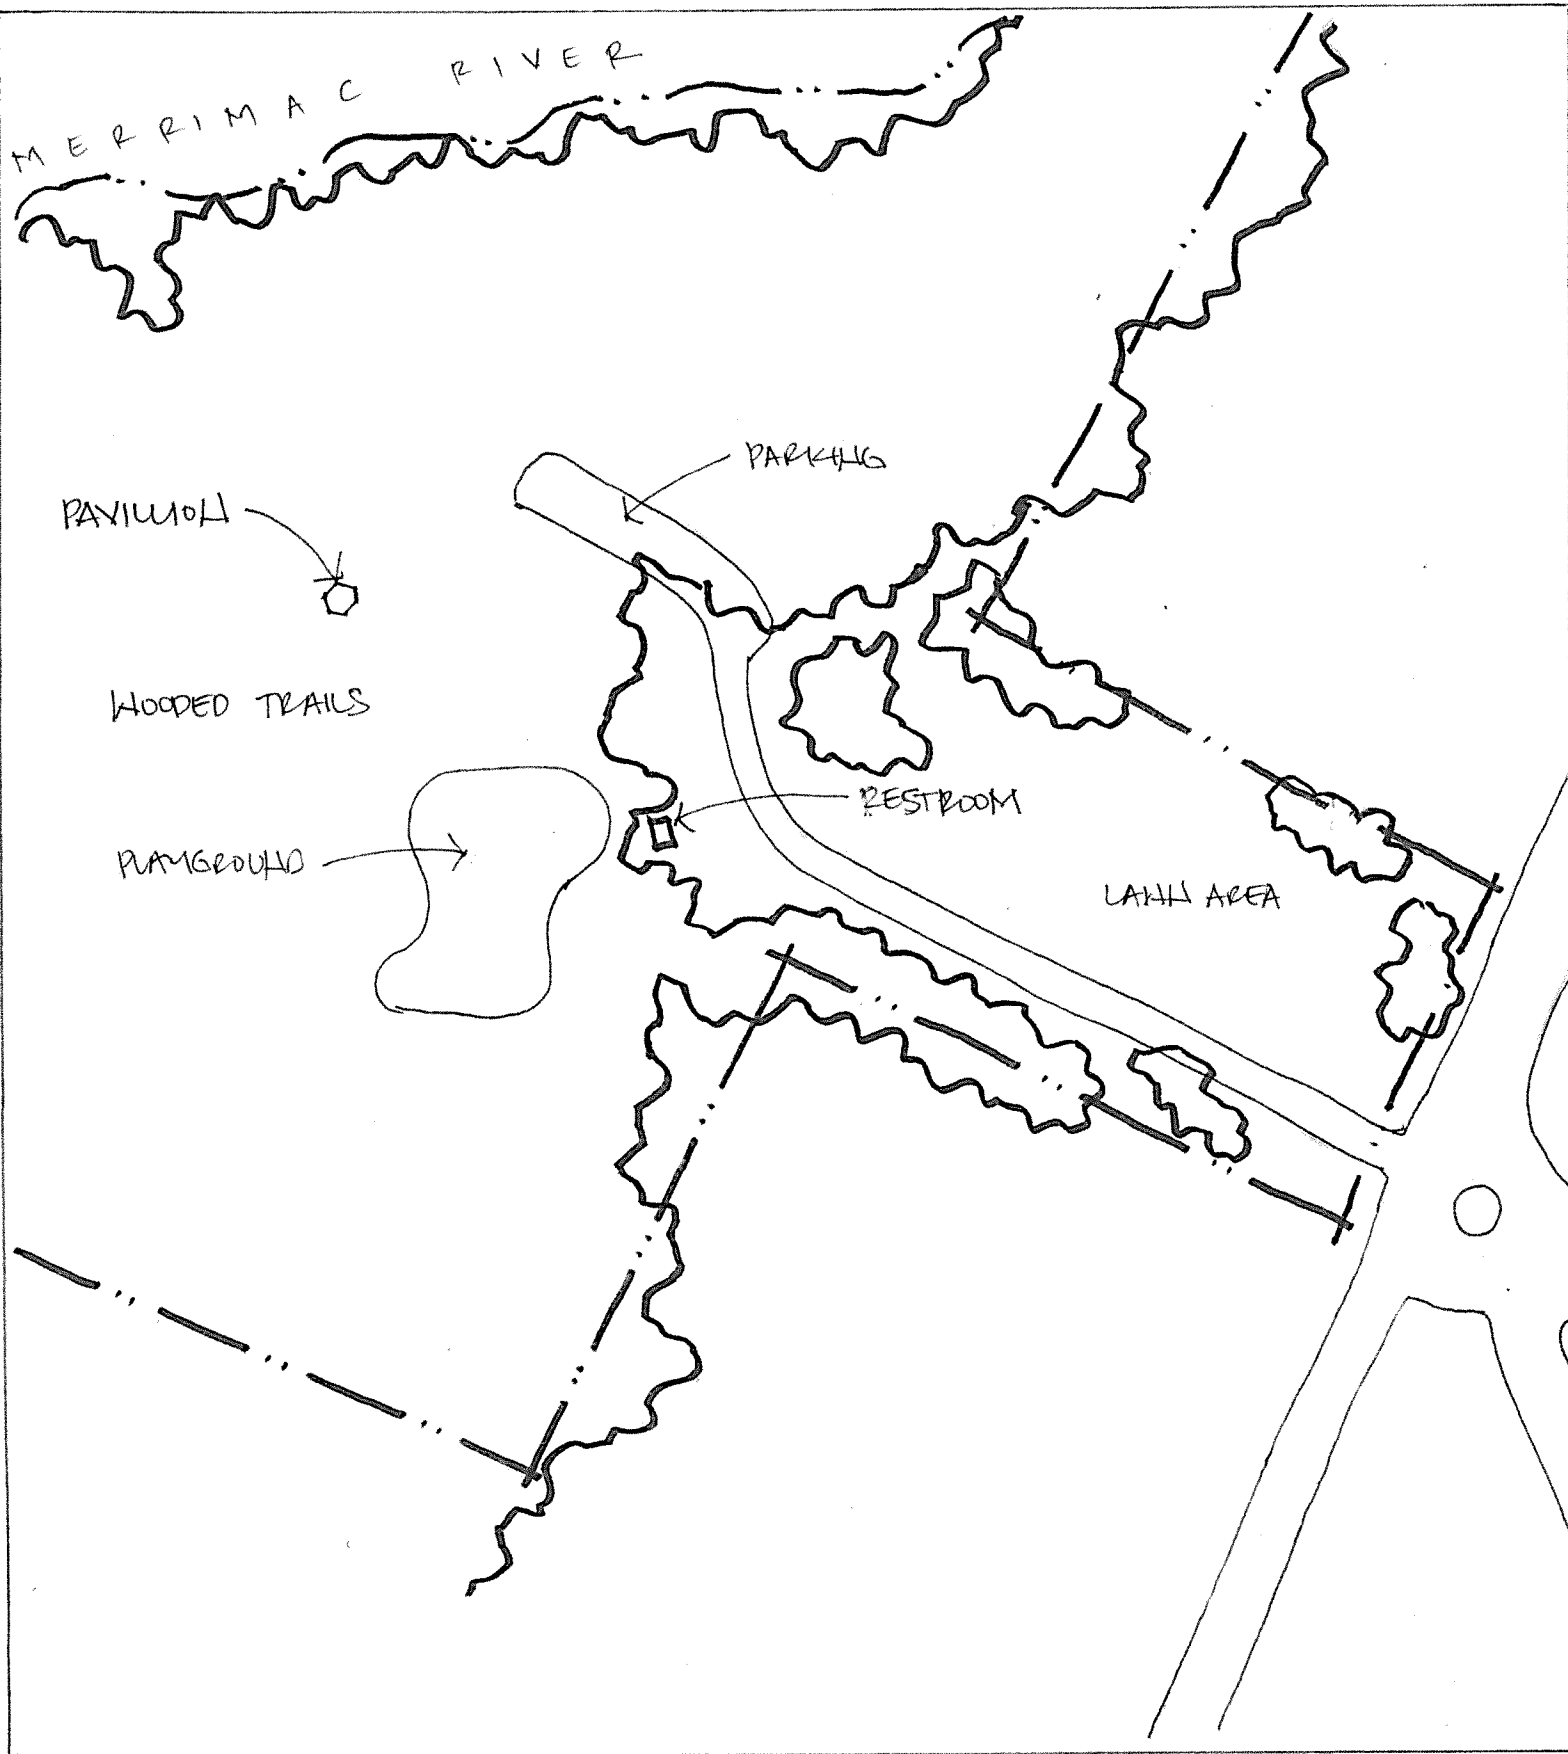 MERRIMAC RIVER
PARKING
PAVILLION
WOODED TRAILS
RESTROOM
PLAYGROUND
LAWN AREA